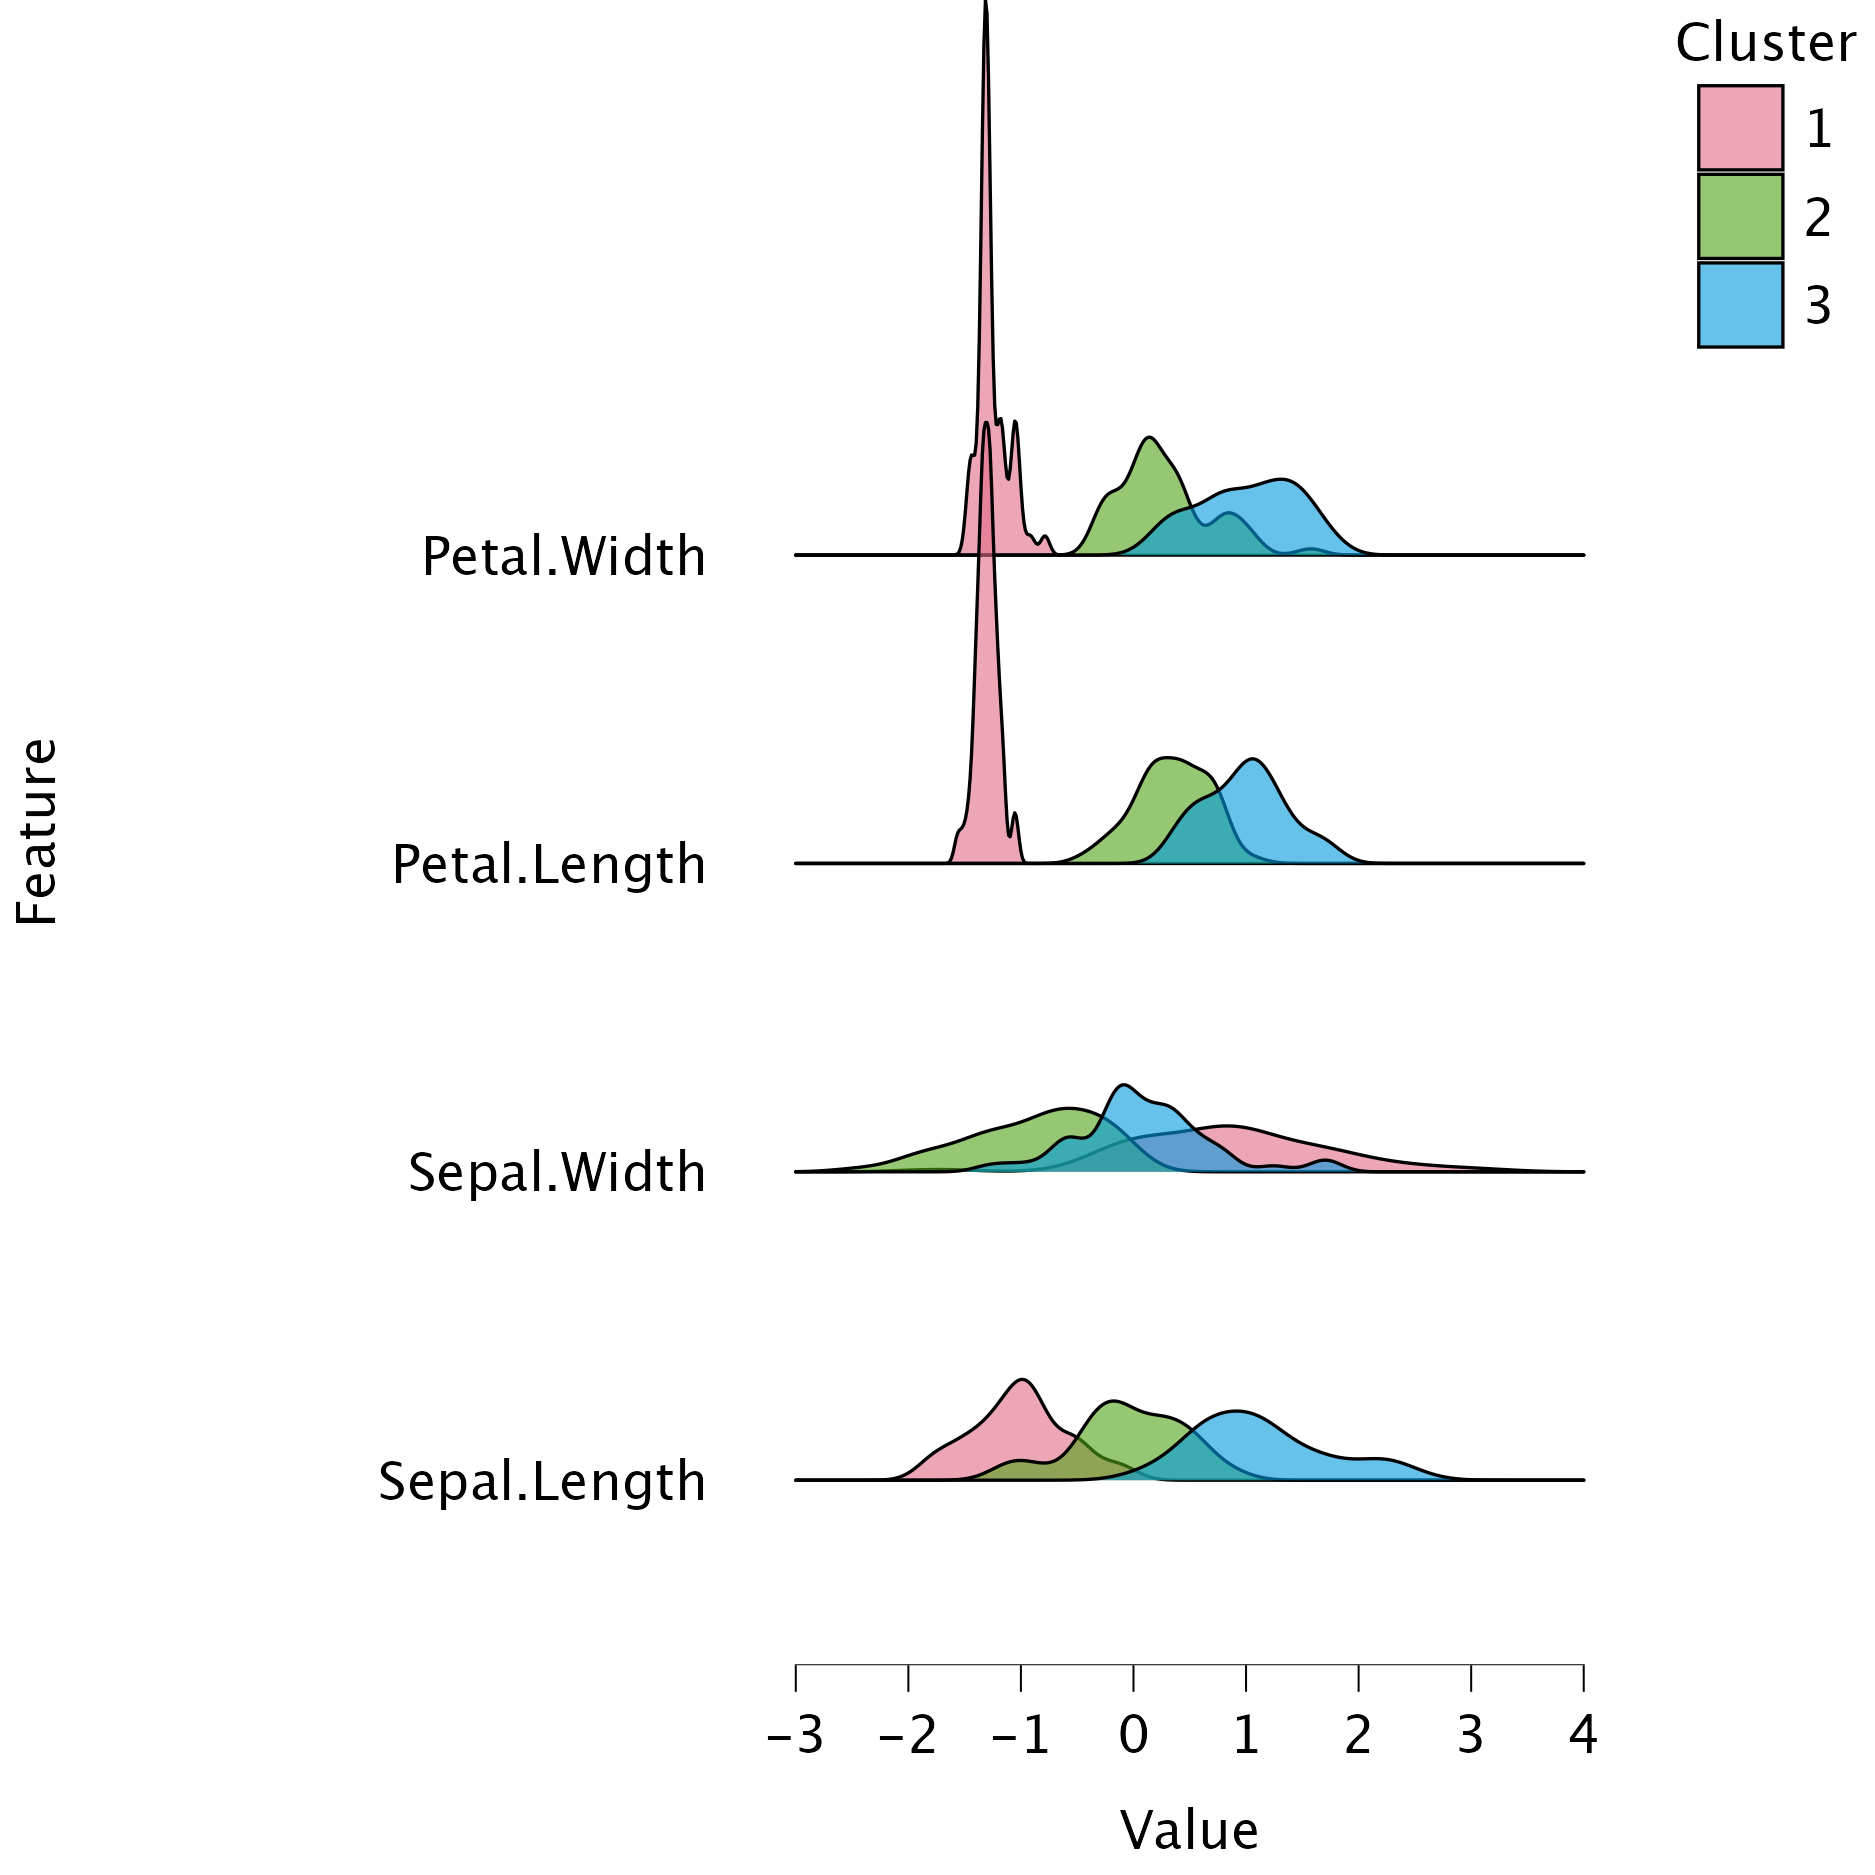 Cluster
1
2
3
Feature
Petal.Width
Petal.Length
Sepal.Width
Sepal.Length
−3 −2 −1 0 1 2 3 4
Value